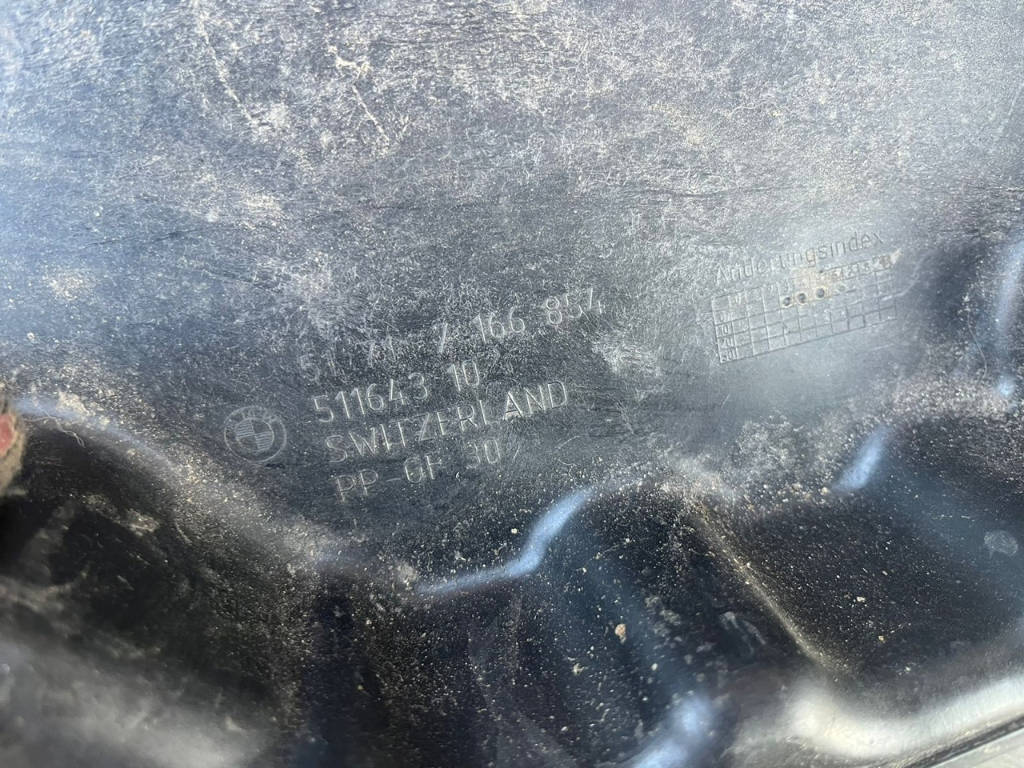 51 71 7 166 854
511643 10
SWITZERLAND
PP-GF 30
Änderungsindex